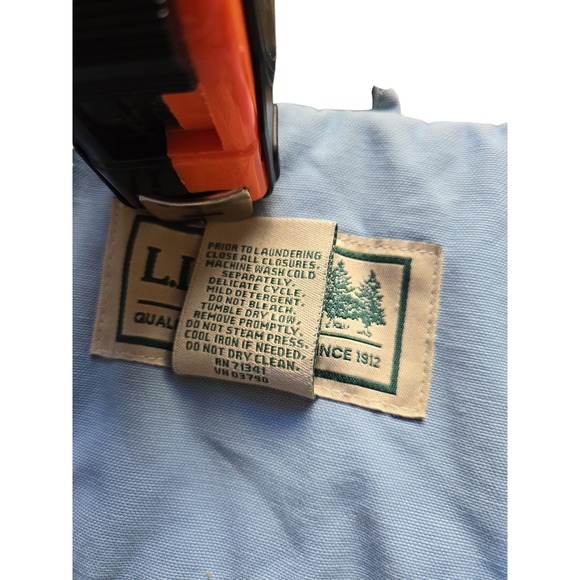 PRIOR TO LAUNDERING
CLOSE ALL CLOSURES.
MACHINE WASH COLD
SEPARATELY.
DELICATE CYCLE.
MILD DETERGENT.
DO NOT BLEACH.
TUMBLE DRY LOW,
REMOVE PROMPTLY.
DO NOT STEAM PRESS.
COOL IRON IF NEEDED,
DO NOT DRY CLEAN.
RN 71341
VN 03790
L.
1912